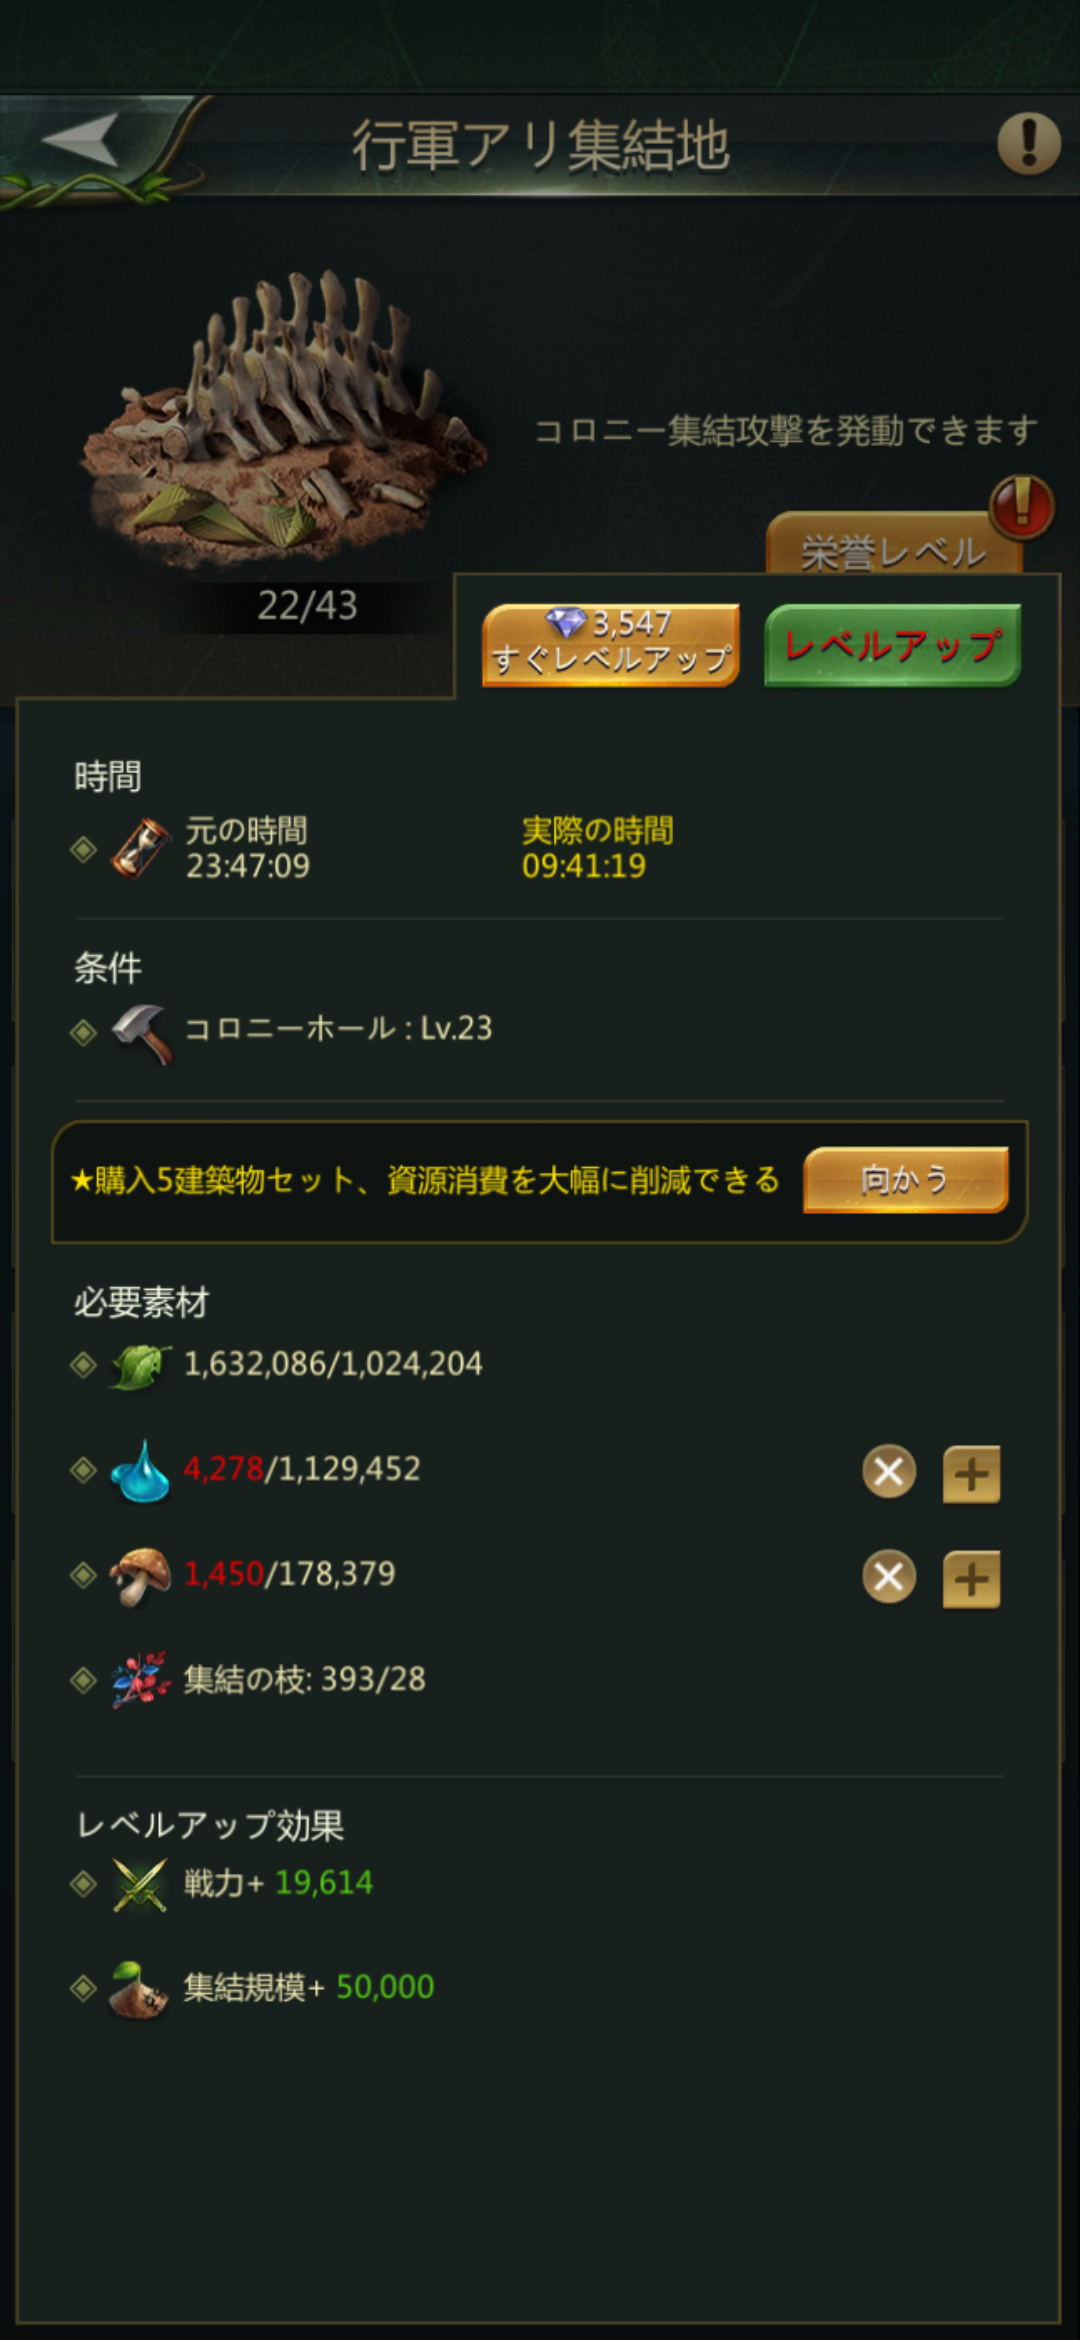 行軍アリ集結地
コロニー集結攻撃を発動できます
栄誉レベル
22/43
3,547
すぐレベルアップ
レベルアップ
時間
元の時間
23:47:09
実際の時間
09:41:19
条件
コロニーホール : Lv.23
★購入5建築物セット、資源消費を大幅に削減できる
向かう
必要素材
1,632,086/1,024,204
4,278/1,129,452
1,450/178,379
集結の枝: 393/28
レベルアップ効果
戦力+ 19,614
集結規模+ 50,000